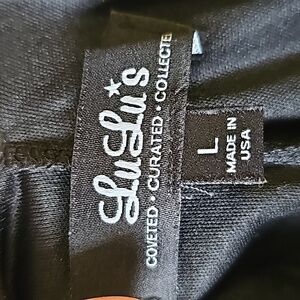 LuLu's
COVETED • CURATED • COLLECTED
L
MADE IN
USA